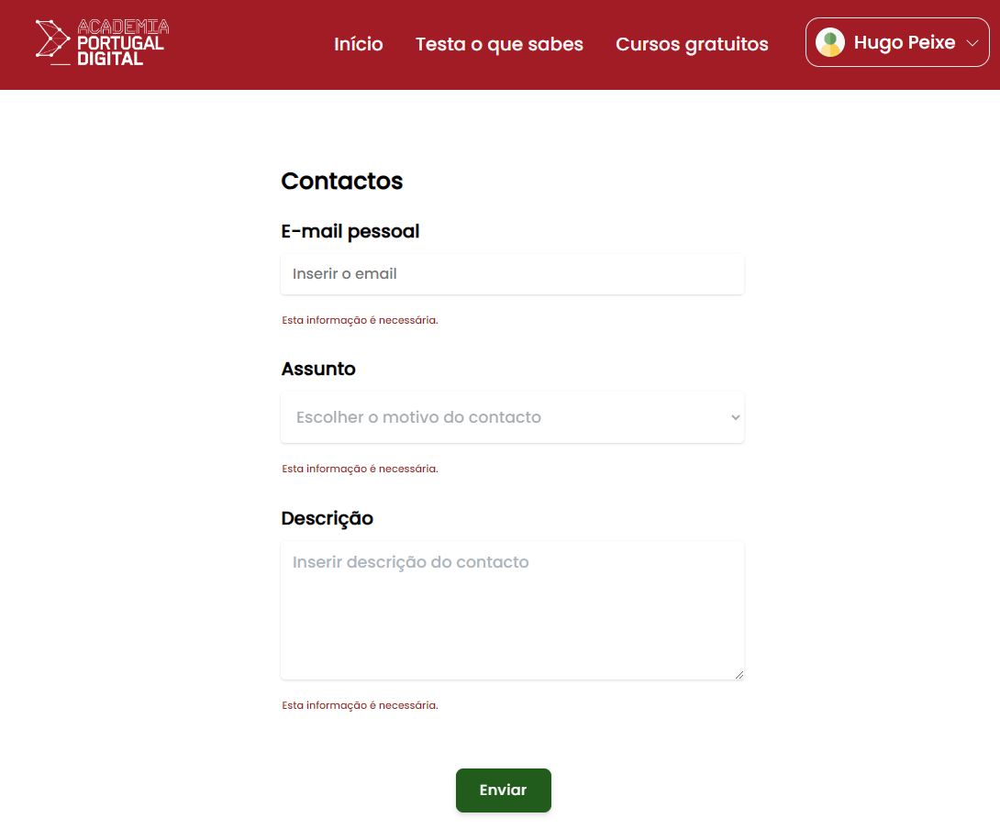 ACADEMIA
PORTUGAL
DIGITAL
Início
Testa o que sabes
Cursos gratuitos
Hugo Peixe
Contactos
E-mail pessoal
Inserir o email
Esta informação é necessária.
Assunto
Escolher o motivo do contacto
Esta informação é necessária.
Descrição
Inserir descrição do contacto
Esta informação é necessária.
Enviar